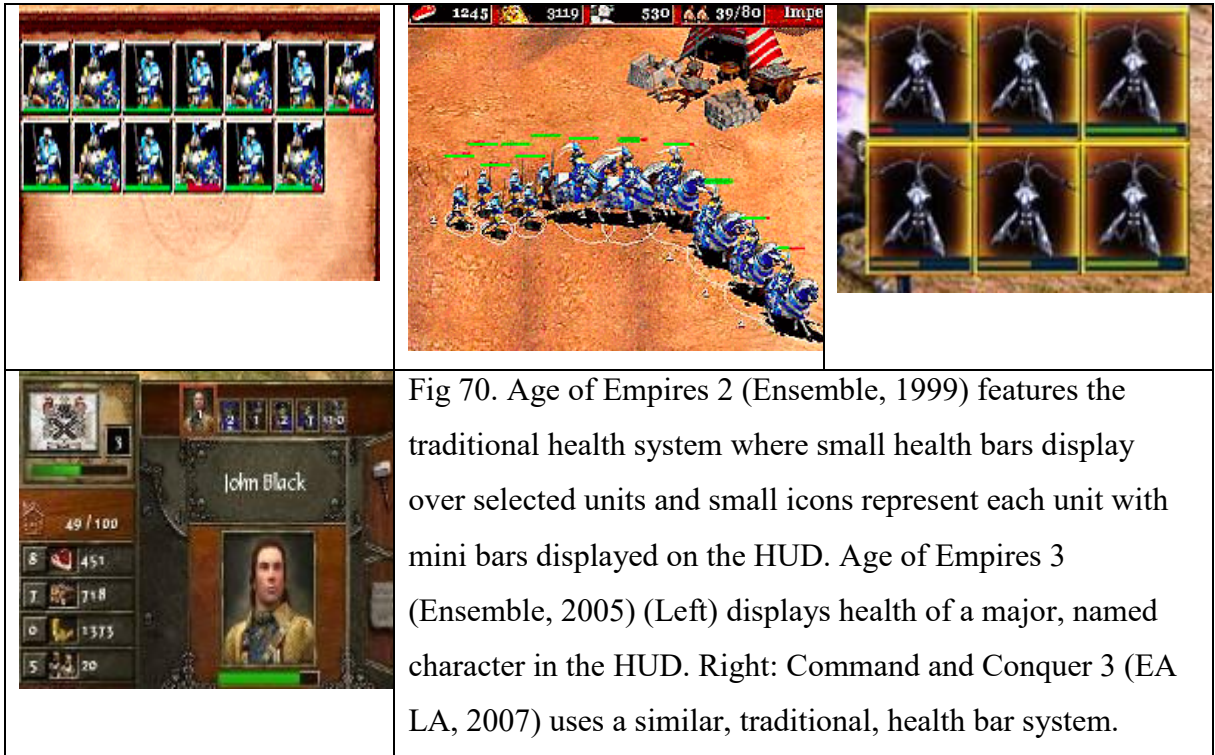 1245 3119 530 39/80 Impe
3
John Black
49/100
8 451
7 718
0 1373
5 20
Fig 70. Age of Empires 2 (Ensemble, 1999) features the
traditional health system where small health bars display
over selected units and small icons represent each unit with
mini bars displayed on the HUD. Age of Empires 3
(Ensemble, 2005) (Left) displays health of a major, named
character in the HUD. Right: Command and Conquer 3 (EA
LA, 2007) uses a similar, traditional, health bar system.